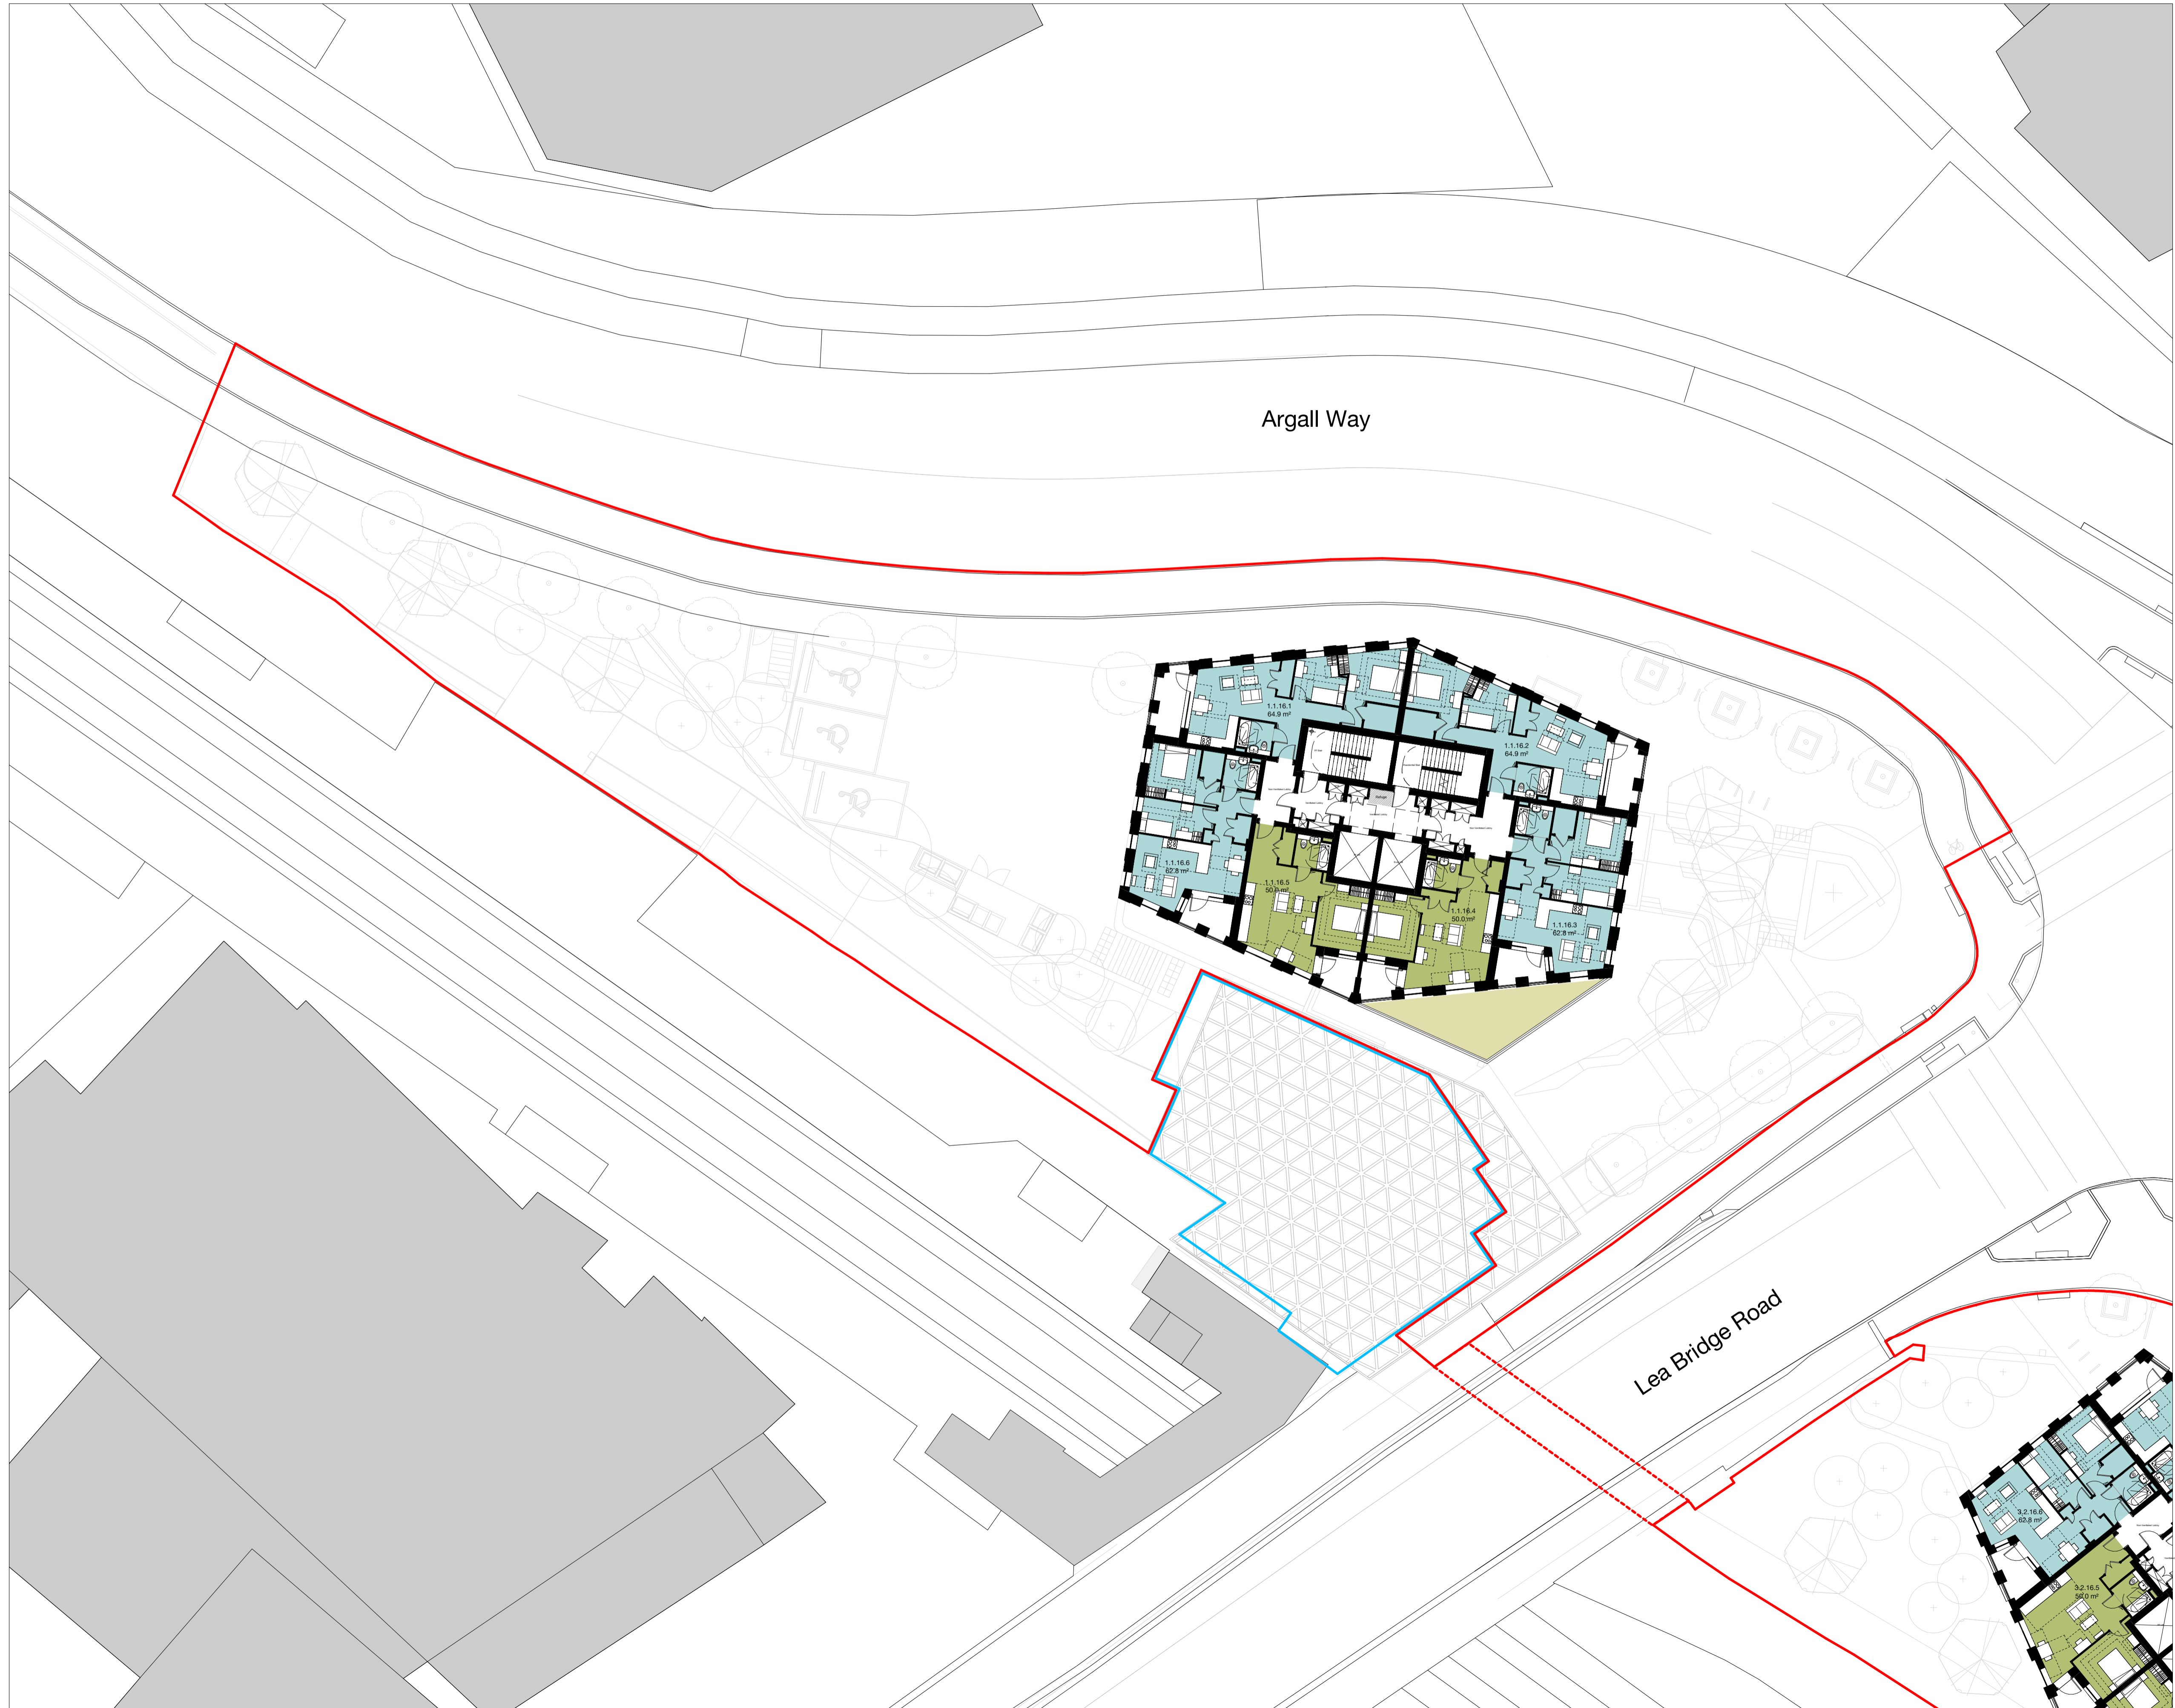 Argall Way
1.1.16.1
64.9 m²
1.1.16.2
64.9 m²
1.1.16.6
62.8 m²
1.1.16.5
50.0 m²
1.1.16.4
50.0 m²
1.1.16.3
62.8 m²
Lea Bridge Road
3.2.16.6
62.8 m²
3.2.16.5
50.0 m²